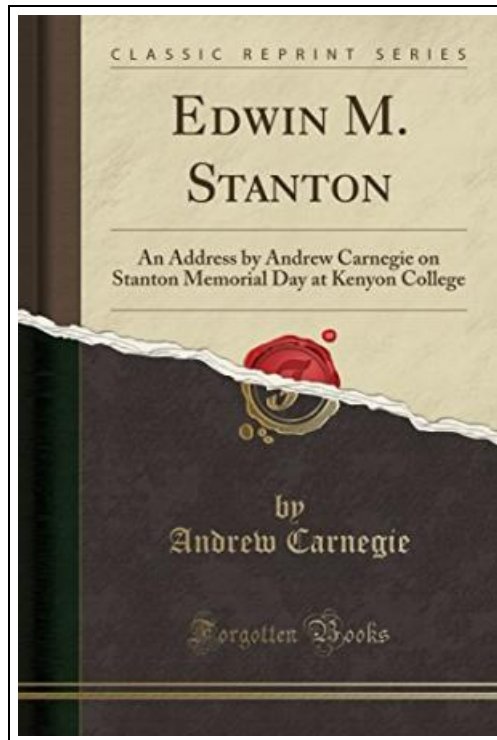 CLASSIC REPRINT SERIES
EDWIN M.
STANTON
An Address by Andrew Carnegie on
Stanton Memorial Day at Kenyon College
by
Andrew Carnegie
Forgotten Books